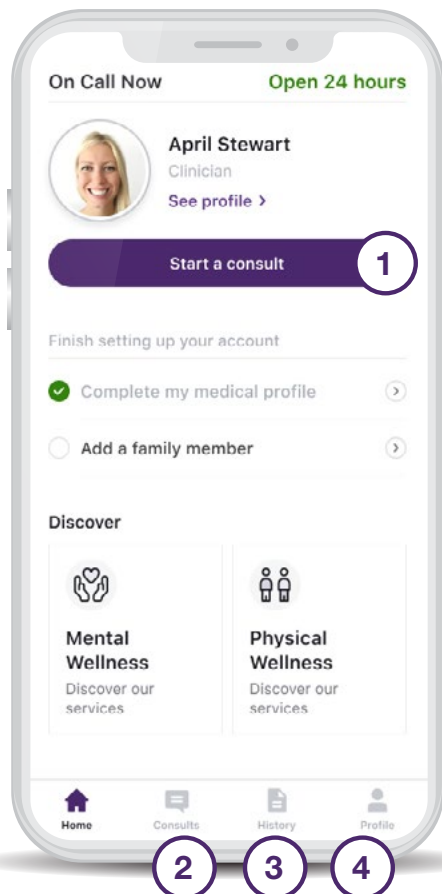 On Call Now Open 24 hours
April Stewart
Clinician
See profile >
Start a consult 1
Finish setting up your account
Complete my medical profile
Add a family member
Discover
Mental Wellness
Discover our services
Physical Wellness
Discover our services
Home Consults History Profile
2 3 4